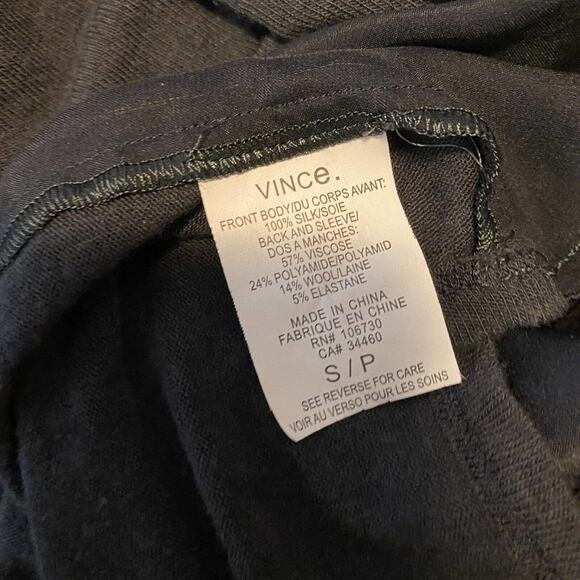 VINCe.
FRONT BODY/DU CORPS AVANT:
100% SILK/SOIE
BACK AND SLEEVE/
DOS A MANCHES:
57% VISCOSE
24% POLYAMIDE/POLYAMID
14% WOOL/LAINE
5% ELASTANE
MADE IN CHINA
FABRIQUE EN CHINE
RN# 106730
CA# 34460
S / P
SEE REVERSE FOR CARE
VOIR AU VERSO POUR LES SOINS